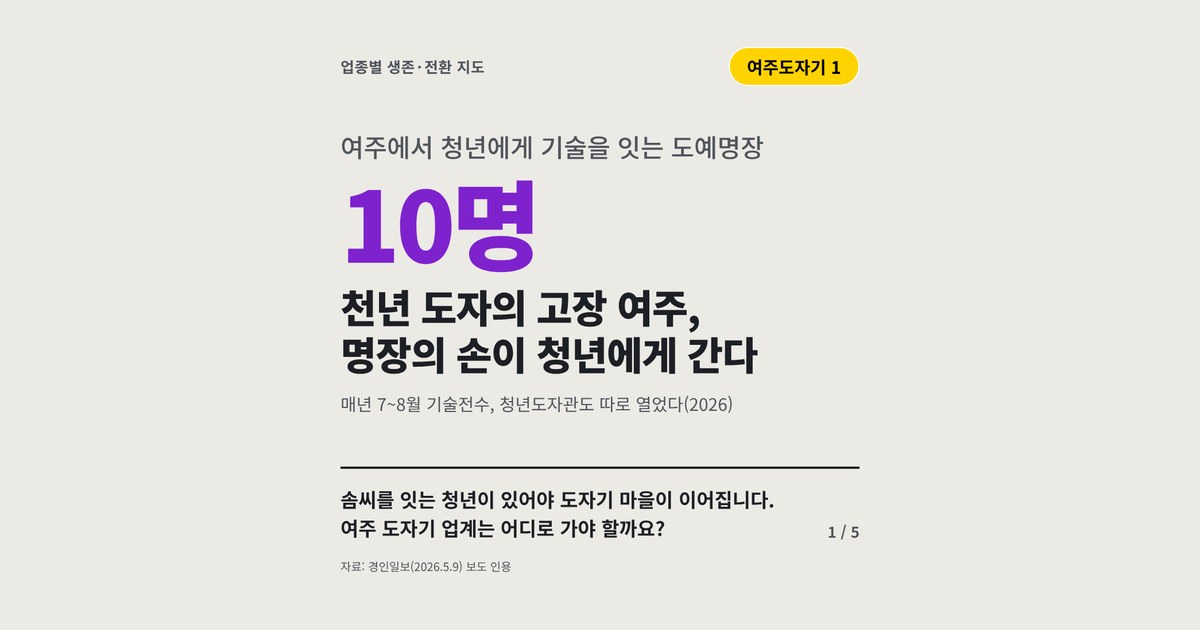 업종별 생존·전환 지도
여주도자기 1
여주에서 청년에게 기술을 잇는 도예명장
10명
천년 도자의 고장 여주,
명장의 손이 청년에게 간다
매년 7~8월 기술전수, 청년도자관도 따로 열었다(2026)
솜씨를 잇는 청년이 있어야 도자기 마을이 이어집니다.
여주 도자기 업계는 어디로 가야 할까요?
1 / 5
자료: 경인일보(2026.5.9) 보도 인용